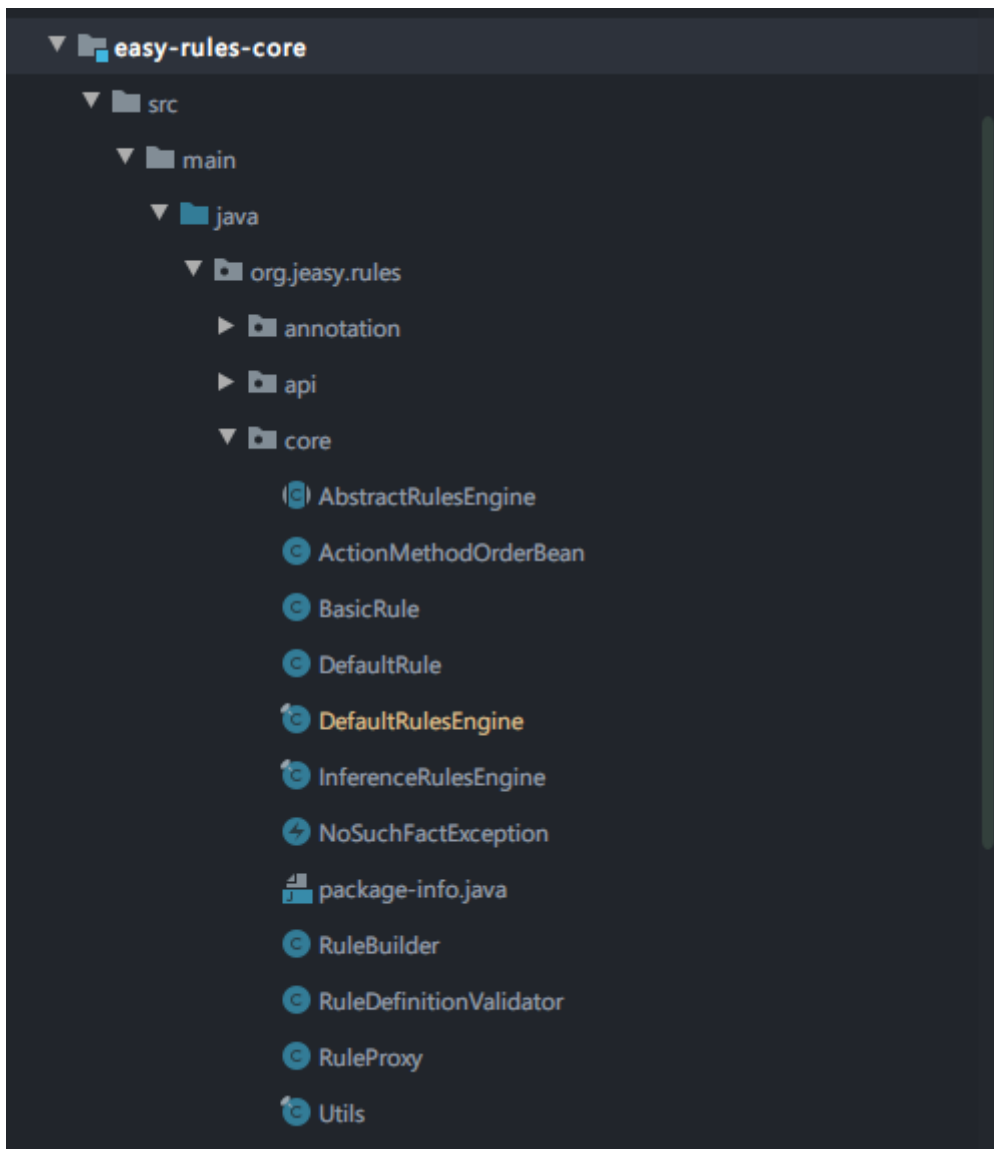 easy-rules-core
src
main
java
org.jeasy.rules
annotation
api
core
AbstractRulesEngine
ActionMethodOrderBean
BasicRule
DefaultRule
DefaultRulesEngine
InferenceRulesEngine
NoSuchFactException
package-info.java
RuleBuilder
RuleDefinitionValidator
RuleProxy
Utils